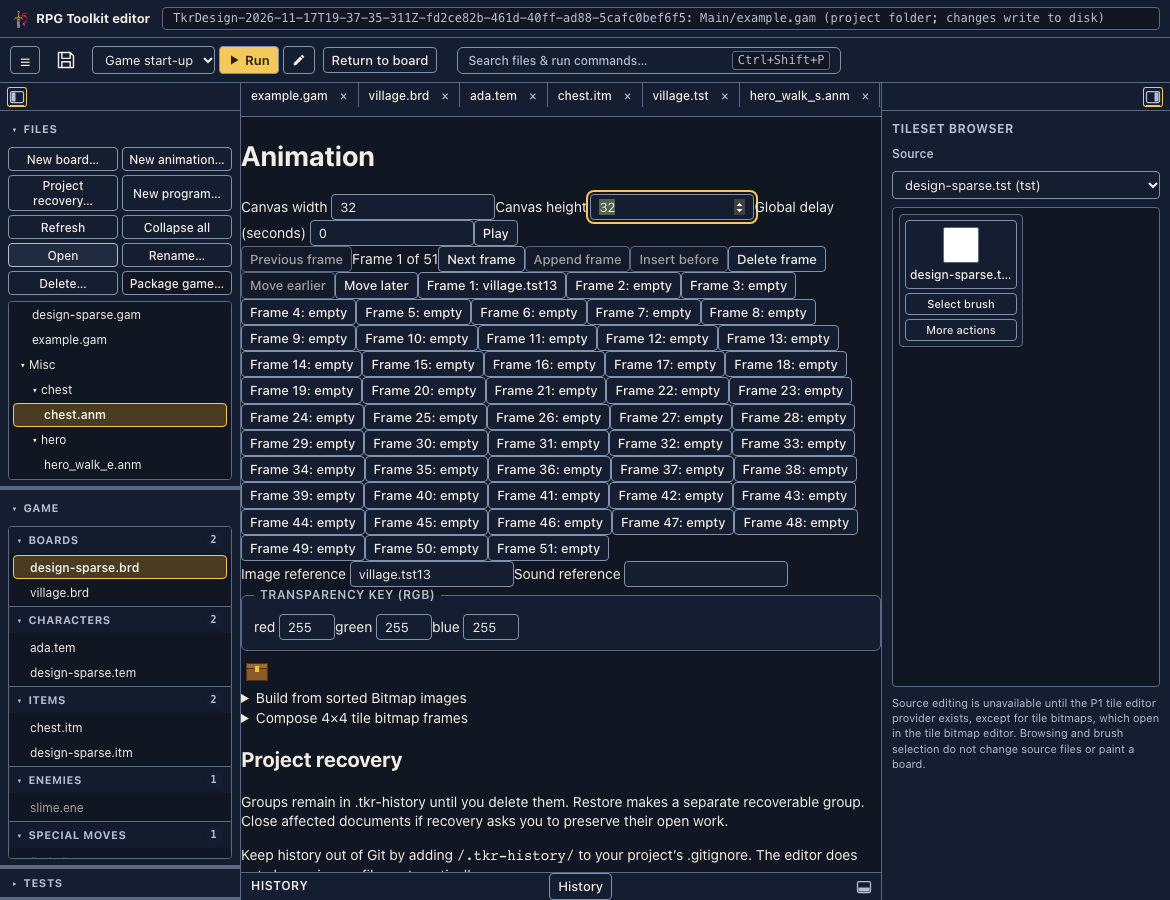 RPG Toolkit editor
TkrDesign-2026-11-17T19-37-35-311Z-fd2ce82b-461d-40ff-ad88-5cafc0bef6f5: Main/example.gam (project folder; changes write to disk)
Game start-up
Run
Return to board
Search files & run commands... Ctrl+Shift+P
example.gam ×
village.brd ×
ada.tem ×
chest.itm ×
village.tst ×
hero_walk_s.anm ×
FILES
New board...
New animation...
Project recovery...
New program...
Refresh
Collapse all
Open
Rename...
Delete...
Package game...
design-sparse.gam
example.gam
Misc
chest
chest.anm
hero
hero_walk_e.anm
GAME
BOARDS 2
design-sparse.brd
village.brd
CHARACTERS 2
ada.tem
design-sparse.tem
ITEMS 2
chest.itm
design-sparse.itm
ENEMIES 1
slime.ene
SPECIAL MOVES 1
TESTS
Animation
Canvas width 32 Canvas height 32 Global delay
(seconds) 0 Play
Previous frame Frame 1 of 51 Next frame Append frame Insert before Delete frame
Move earlier Move later Frame 1: village.tst13 Frame 2: empty Frame 3: empty
Frame 4: empty Frame 5: empty Frame 6: empty Frame 7: empty Frame 8: empty
Frame 9: empty Frame 10: empty Frame 11: empty Frame 12: empty Frame 13: empty
Frame 14: empty Frame 15: empty Frame 16: empty Frame 17: empty Frame 18: empty
Frame 19: empty Frame 20: empty Frame 21: empty Frame 22: empty Frame 23: empty
Frame 24: empty Frame 25: empty Frame 26: empty Frame 27: empty Frame 28: empty
Frame 29: empty Frame 30: empty Frame 31: empty Frame 32: empty Frame 33: empty
Frame 34: empty Frame 35: empty Frame 36: empty Frame 37: empty Frame 38: empty
Frame 39: empty Frame 40: empty Frame 41: empty Frame 42: empty Frame 43: empty
Frame 44: empty Frame 45: empty Frame 46: empty Frame 47: empty Frame 48: empty
Frame 49: empty Frame 50: empty Frame 51: empty
Image reference village.tst13 Sound reference
TRANSPARENCY KEY (RGB)
red 255 green 255 blue 255
Build from sorted Bitmap images
Compose 4×4 tile bitmap frames
Project recovery
Groups remain in .tkr-history until you delete them. Restore makes a separate recoverable group.
Close affected documents if recovery asks you to preserve their open work.
Keep history out of Git by adding /.tkr-history/ to your project's .gitignore. The editor does
HISTORY
History
TILESET BROWSER
Source
design-sparse.tst (tst)
design-sparse.t...
Select brush
More actions
Source editing is unavailable until the P1 tile editor
provider exists, except for tile bitmaps, which open
in the tile bitmap editor. Browsing and brush
selection do not change source files or paint a
board.